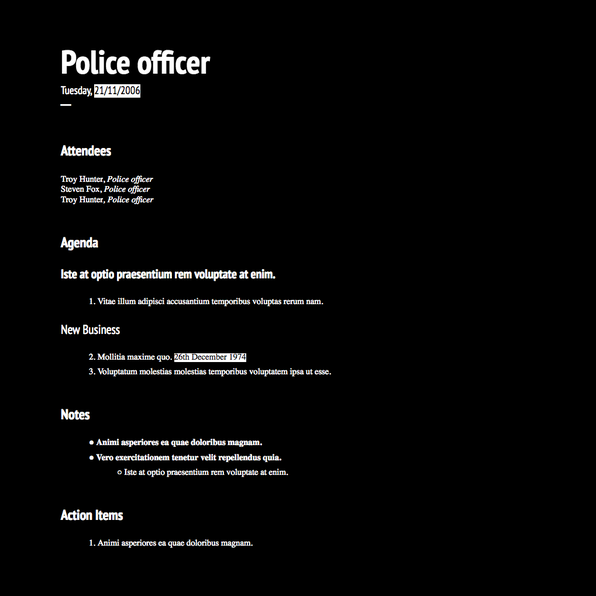 Police officer
Tuesday, 21/11/2006
Attendees
Troy Hunter, Police officer
Steven Fox, Police officer
Troy Hunter, Police officer
Agenda
Iste at optio praesentium rem voluptate at enim.
1. Vitae illum adipisci accusantium temporibus voluptas rerum nam.
New Business
2. Mollitia maxime quo. 26th December 1974
3. Voluptatum molestias molestias temporibus voluptatem ipsa ut esse.
Notes
• Animi asperiores ea quae doloribus magnam.
• Vero exercitationem tenetur velit repellendus quia.
○ Iste at optio praesentium rem voluptate at enim.
Action Items
1. Animi asperiores ea quae doloribus magnam.